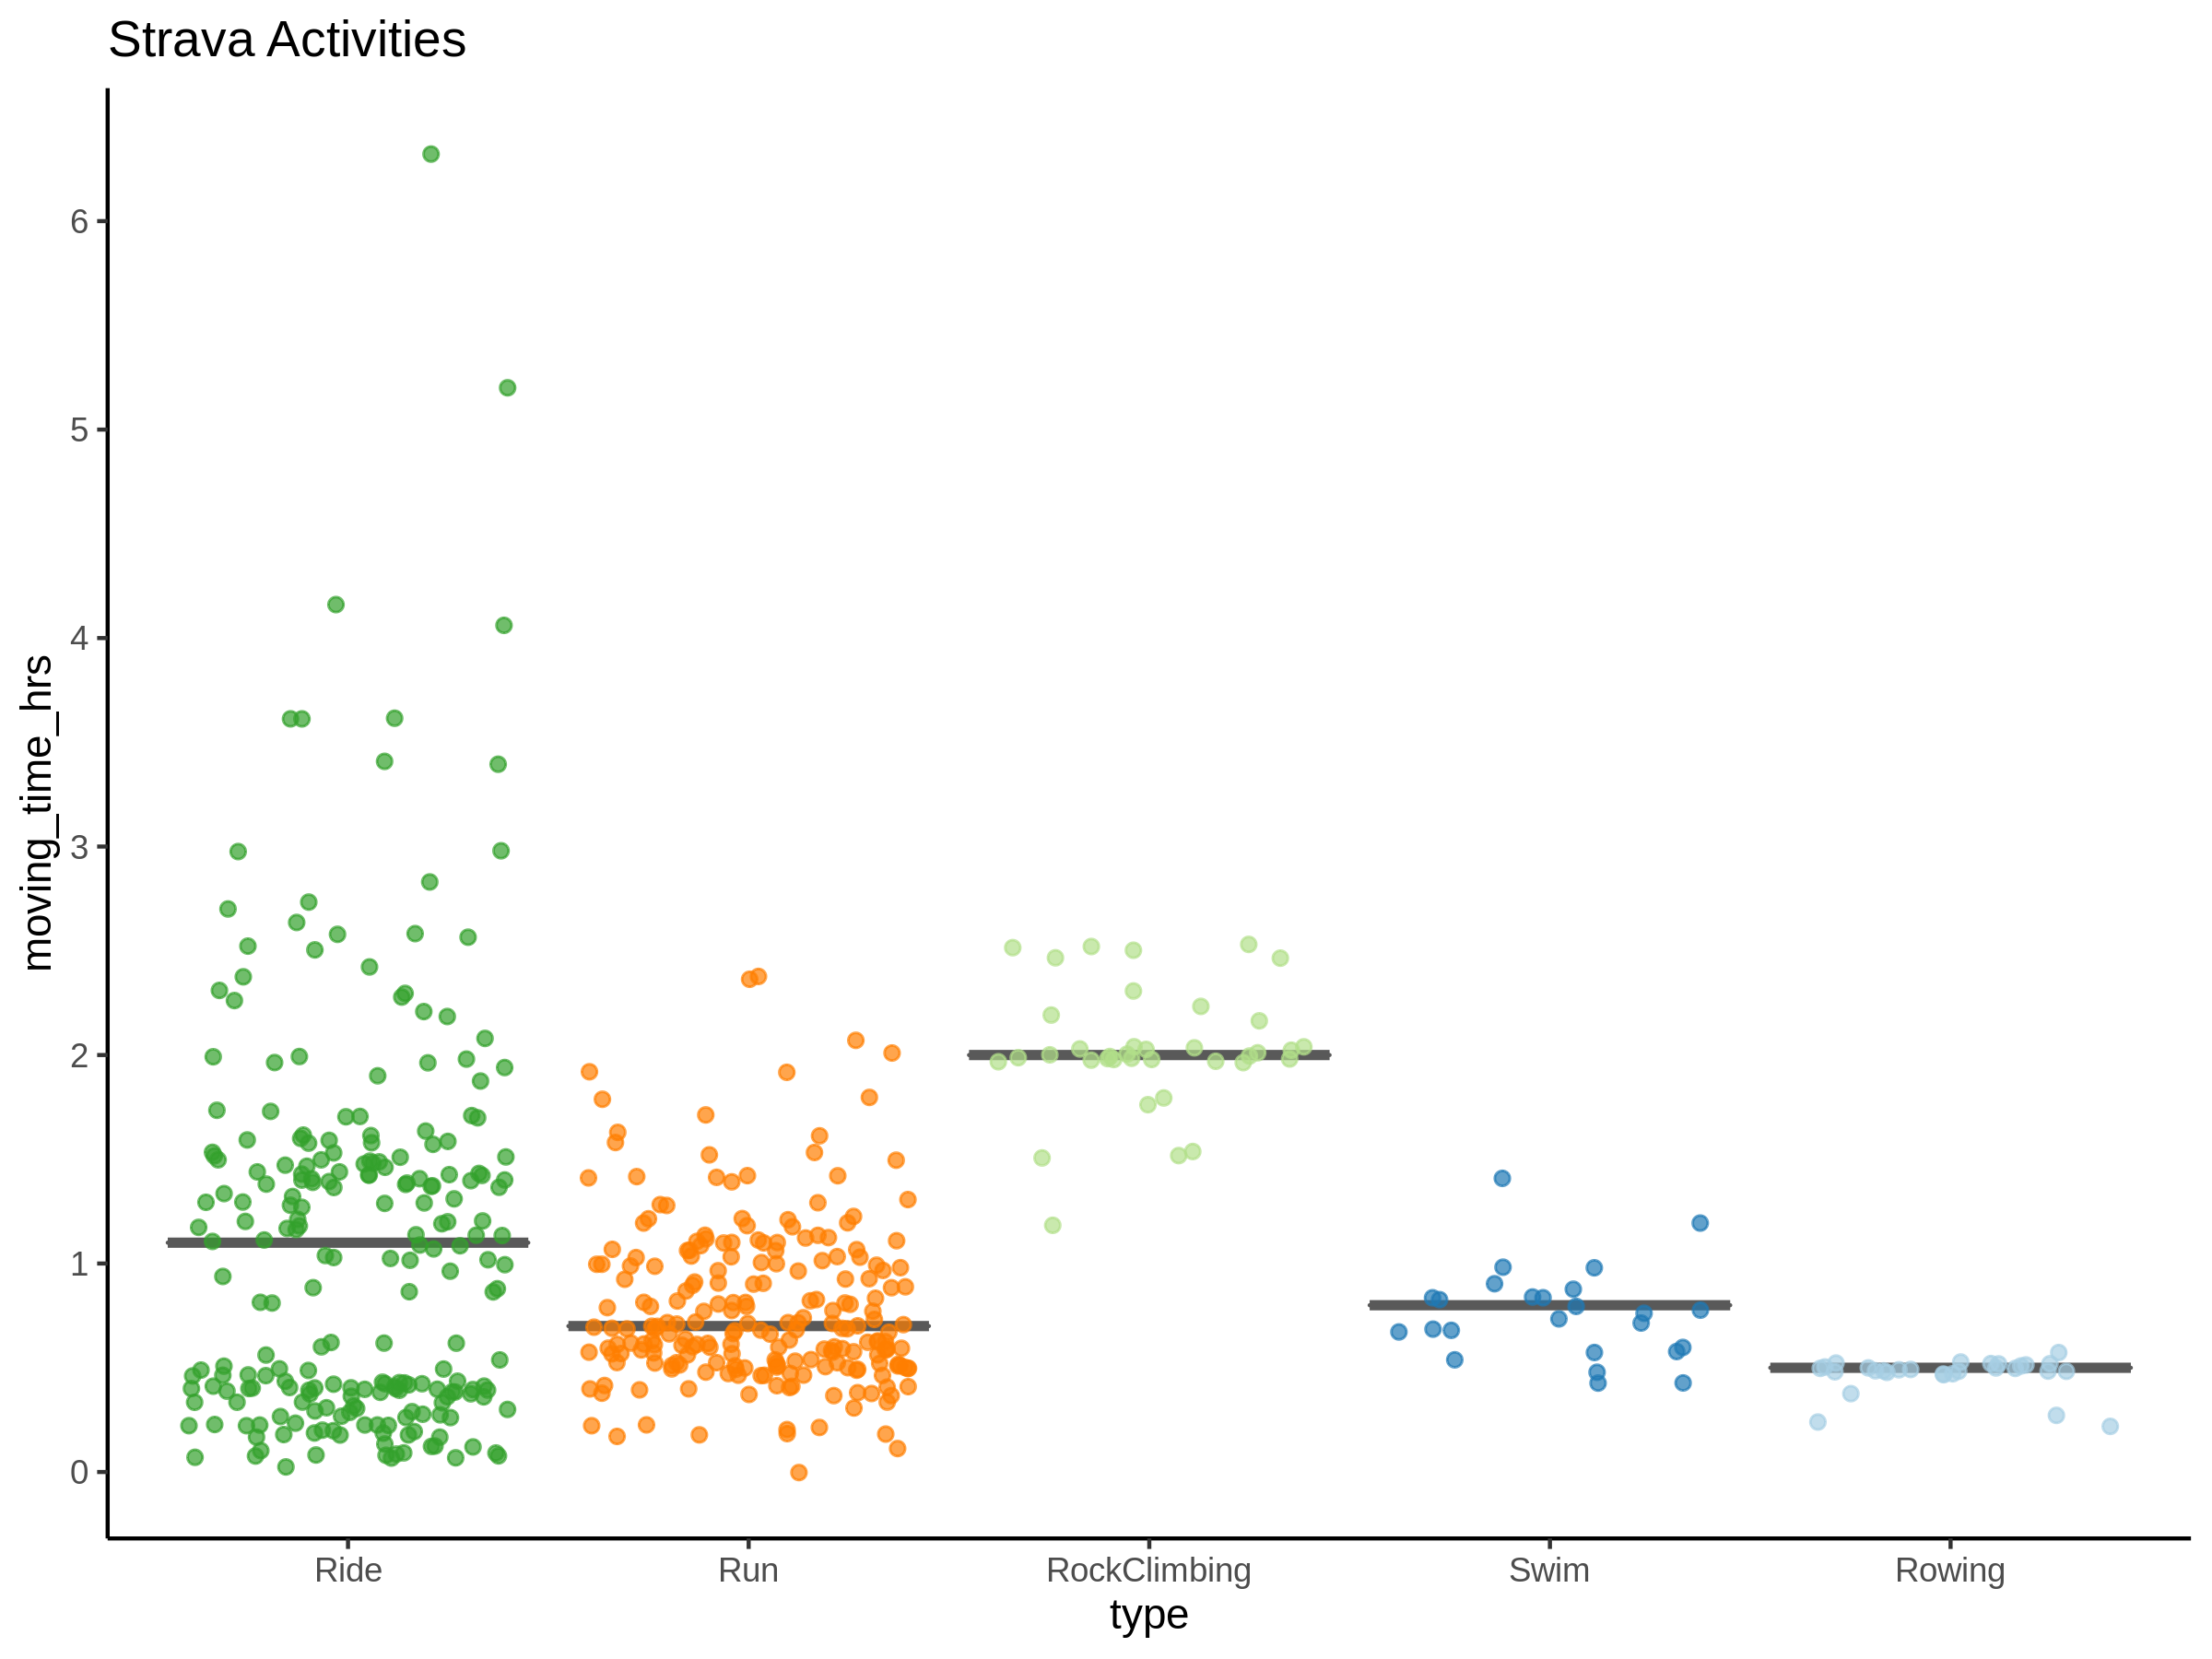 Strava Activities
moving_time_hrs
6
5
4
3
2
1
0
Ride Run RockClimbing Swim Rowing
type